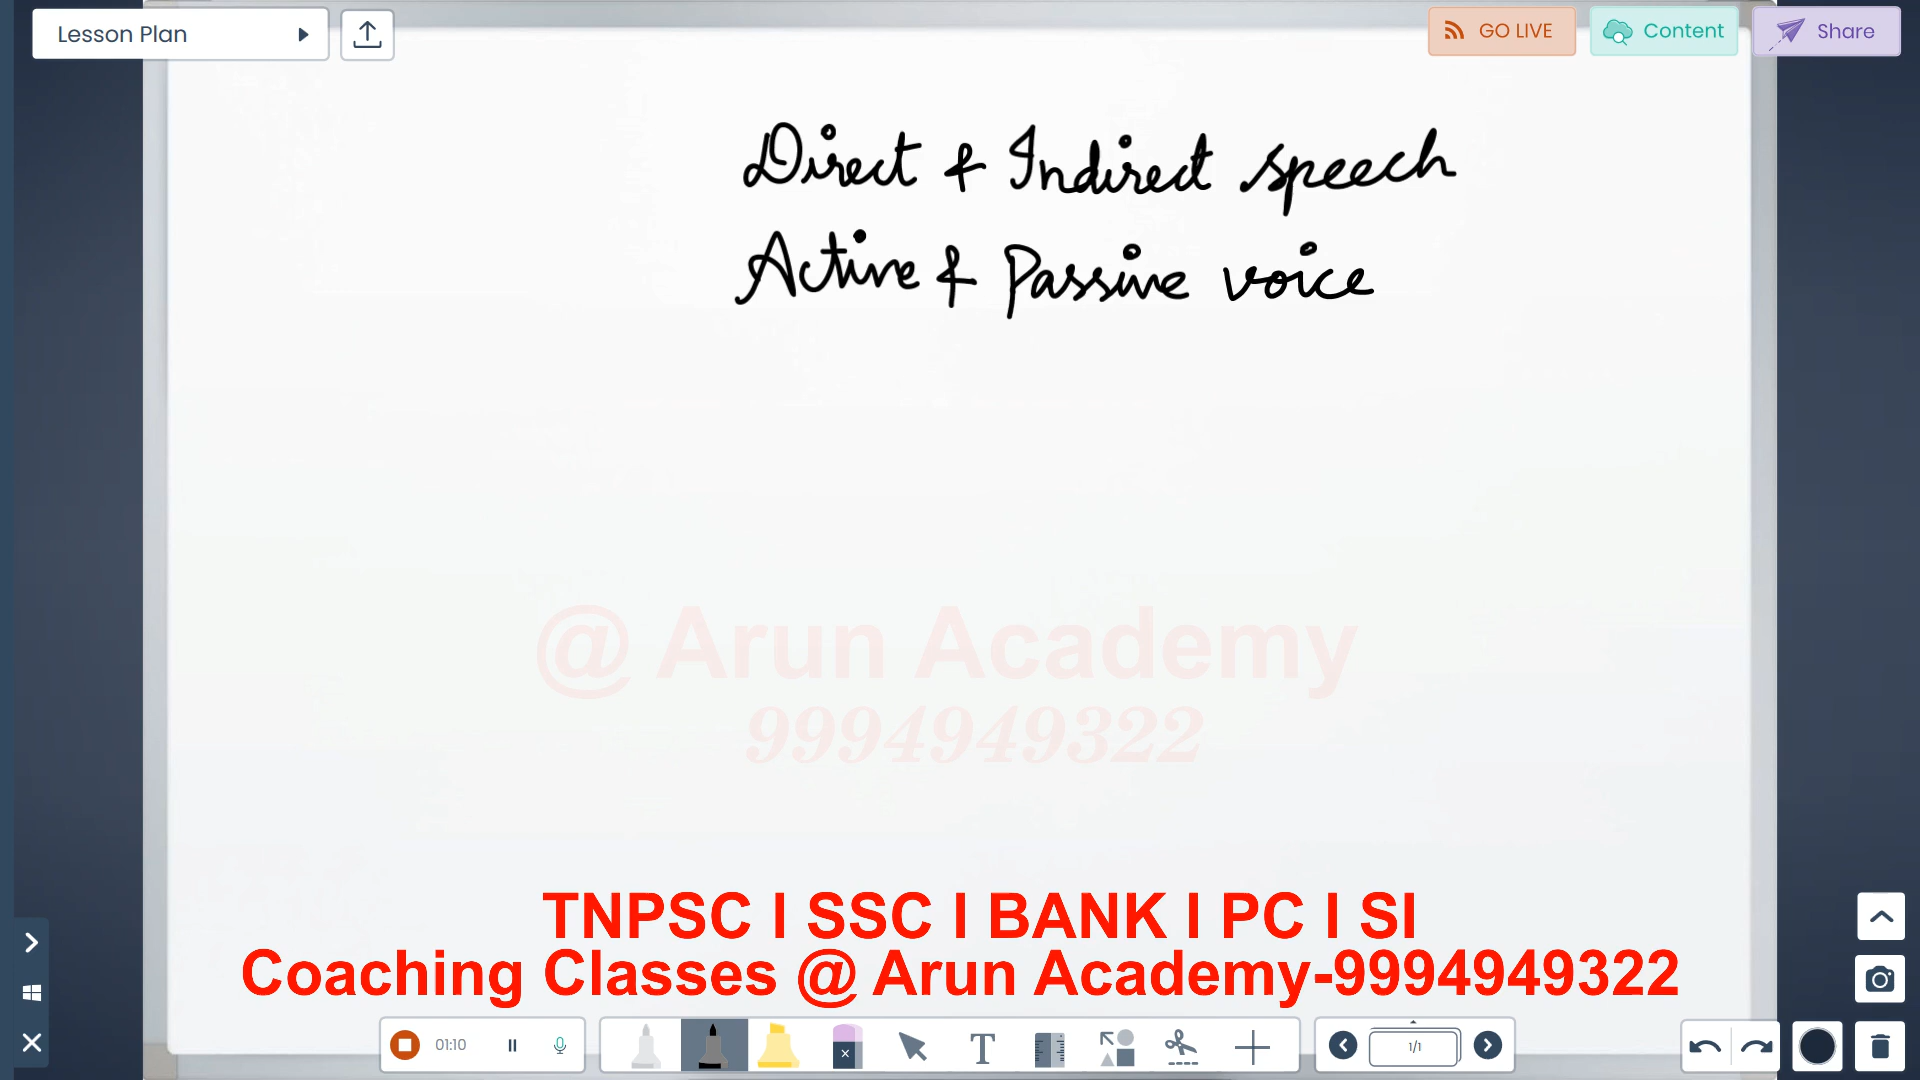 Lesson Plan
GO LIVE
Content
Share
Direct & Indirect speech
Active & Passive voice
@ Arun Academy
9994949322
TNPSC I SSC I BANK I PC I SI
Coaching Classes @ Arun Academy-9994949322
01:10
T
1/1